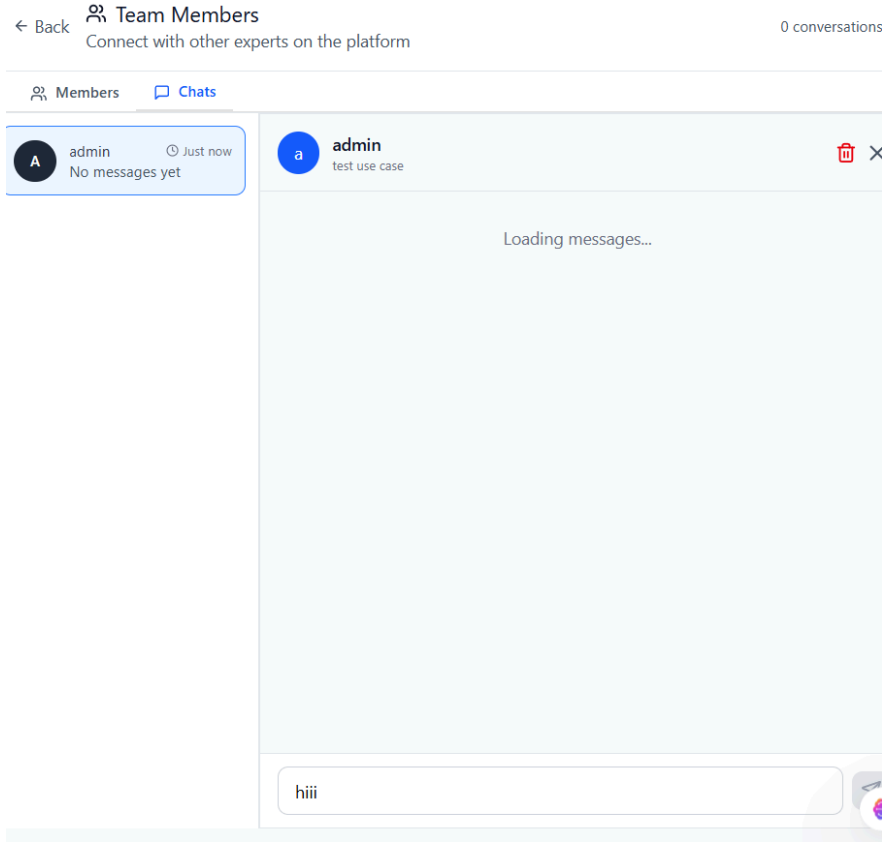 Back
Team Members
Connect with other experts on the platform
0 conversations
Members
Chats
A
admin
Just now
No messages yet
a
admin
test use case
Loading messages...
hiii